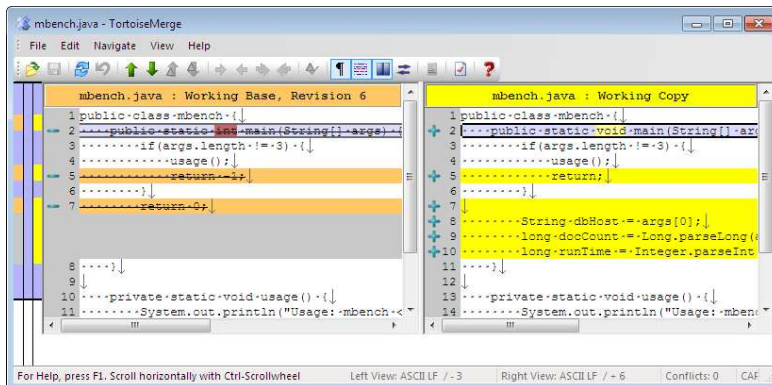 mbench.java - TortoiseMerge
File Edit Navigate View Help
mbench.java : Working Base, Revision 6
1 public class mbench {
2 public static int main(String[] args) {
3 if(args.length != 3) {
4 usage();
5 return -1;
6 }
7 return 0;
8 }
9
10 private static void usage() {
11 System.out.println("Usage: mbench <
mbench.java : Working Copy
1 public class mbench {
2 public static void main(String[] arg
3 if(args.length != 3) {
4 usage();
5 return;
6 }
7
8 String dbHost = args[0];
9 long docCount = Long.parseLong(a
10 long runTime = Integer.parseInt
11 }
12
13 private static void usage() {
14 System.out.println("Usage: mben
For Help, press F1. Scroll horizontally with Ctrl-Scrollwheel Left View: ASCII LF / - 3 Right View: ASCII LF / + 6 Conflicts: 0 CAP